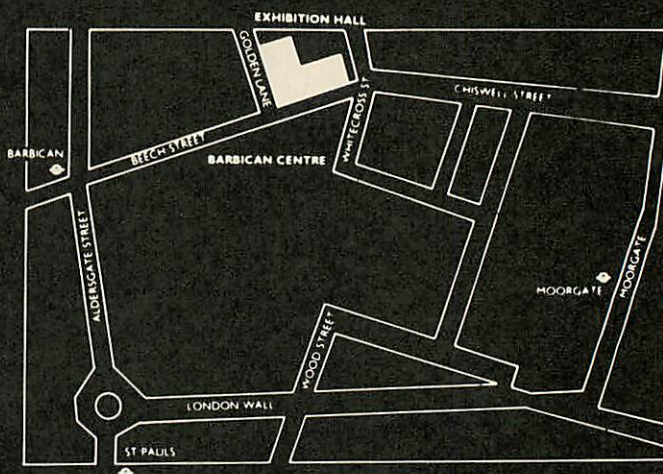 EXHIBITION HALL
GOLDEN LANE
CHISWELL STREET
WHITECROSS ST
BEECH STREET
BARBICAN
BARBICAN CENTRE
ALDERSGATE STREET
MOORGATE
MOORGATE
WOOD STREET
LONDON WALL
ST PAULS